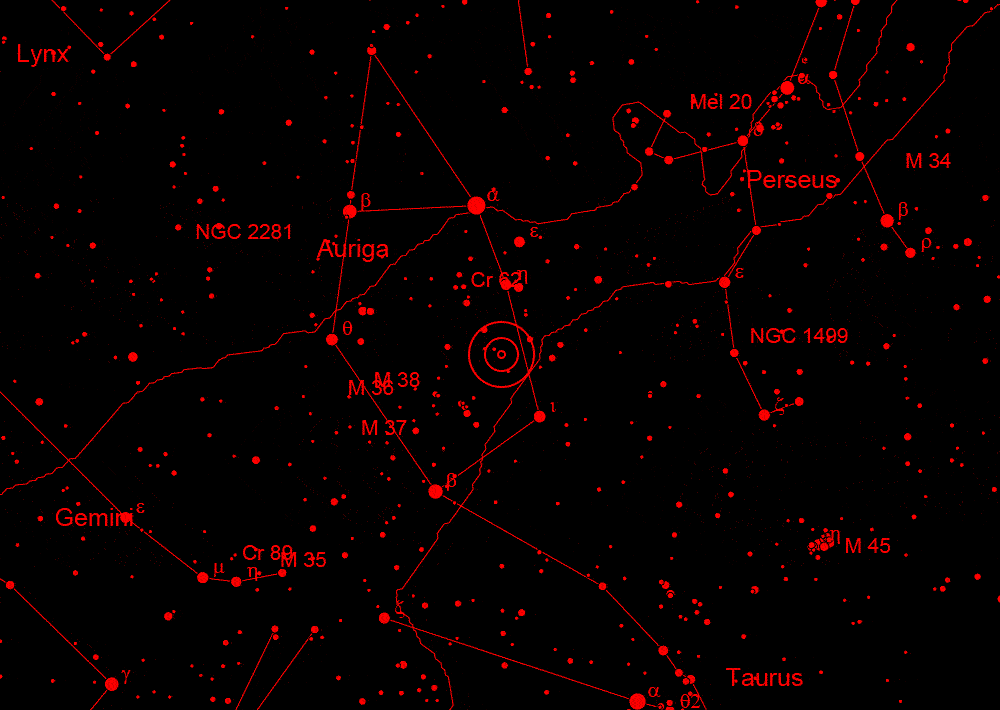 Lynx
α
Mel 20
δ
M 34
Perseus
β
α
β
NGC 2281
ε
ρ
Auriga
Cr 62
η
ε
θ
NGC 1499
M 38
M 36
ζ
ι
M 37
β
ε
Gemini
η
M 45
Cr 89
M 35
μ
η
ζ
γ
Taurus
α
θ2